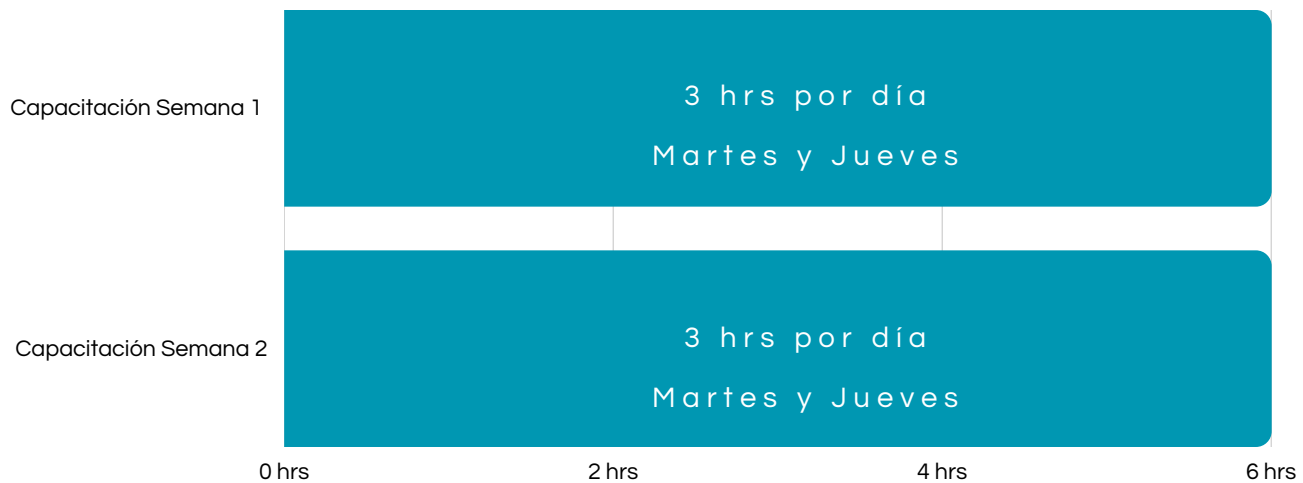 Capacitación Semana 1
3 hrs por día
Martes y Jueves
Capacitación Semana 2
3 hrs por día
Martes y Jueves
0 hrs
2 hrs
4 hrs
6 hrs